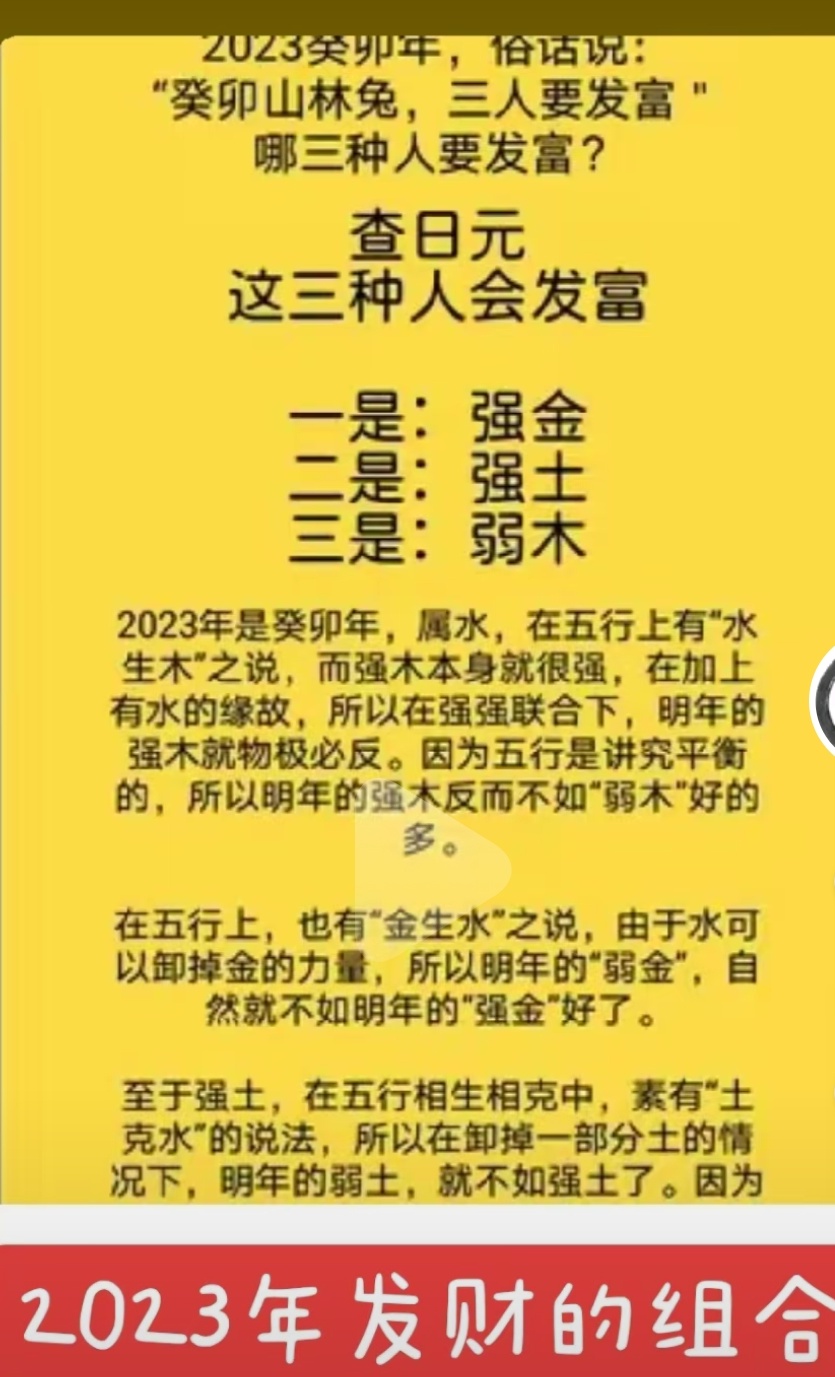 2023癸卯年，俗话说：
“癸卯山林兔，三人要发富＂
哪三种人要发富？
查日元
这三种人会发富
一是：强金
二是：强土
三是：弱木
2023年是癸卯年，属水，在五行上有“水
生木”之说，而强木本身就很强，在加上
有水的缘故，所以在强强联合下，明年的
强木就物极必反。因为五行是讲究平衡
的，所以明年的强木反而不如“弱木”好的
多。
在五行上，也有“金生水”之说，由于水可
以卸掉金的力量，所以明年的“弱金”，自
然就不如明年的“强金”好了。
至于强土，在五行相生相克中，素有“土
克水”的说法，所以在卸掉一部分土的情
况下，明年的弱土，就不如强土了。因为
2023年发财的组合